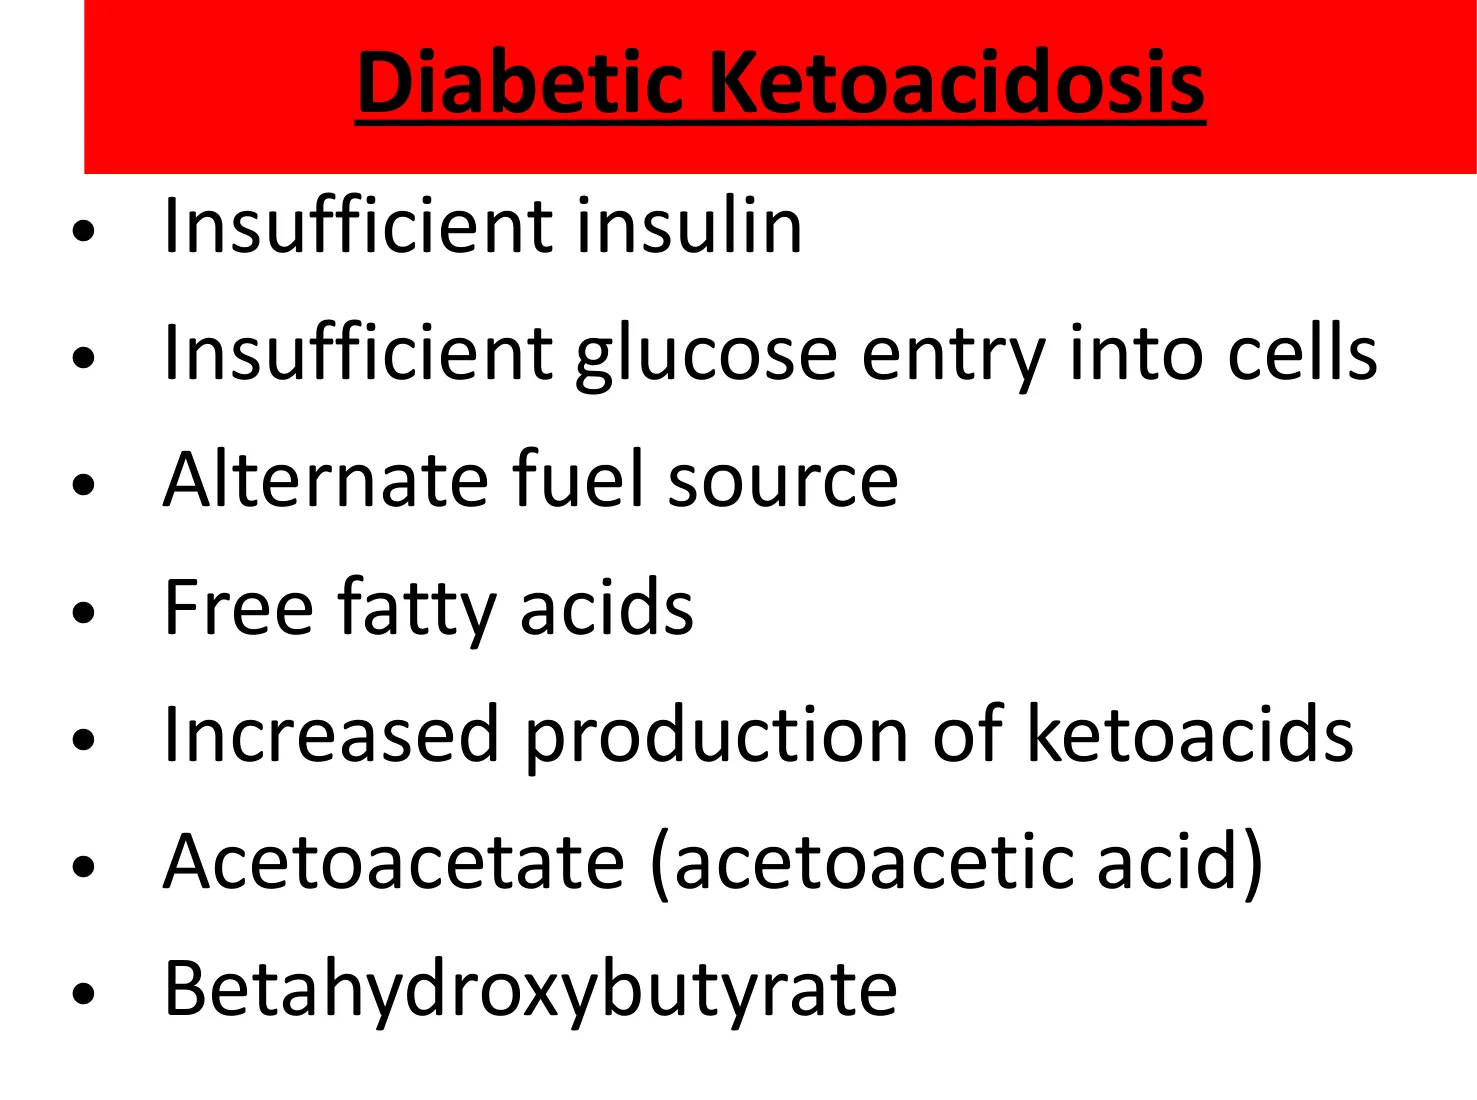 Diabetic Ketoacidosis
• Insufficient insulin
• Insufficient glucose entry into cells
• Alternate fuel source
• Free fatty acids
• Increased production of ketoacids
• Acetoacetate (acetoacetic acid)
• Betahydroxybutyrate